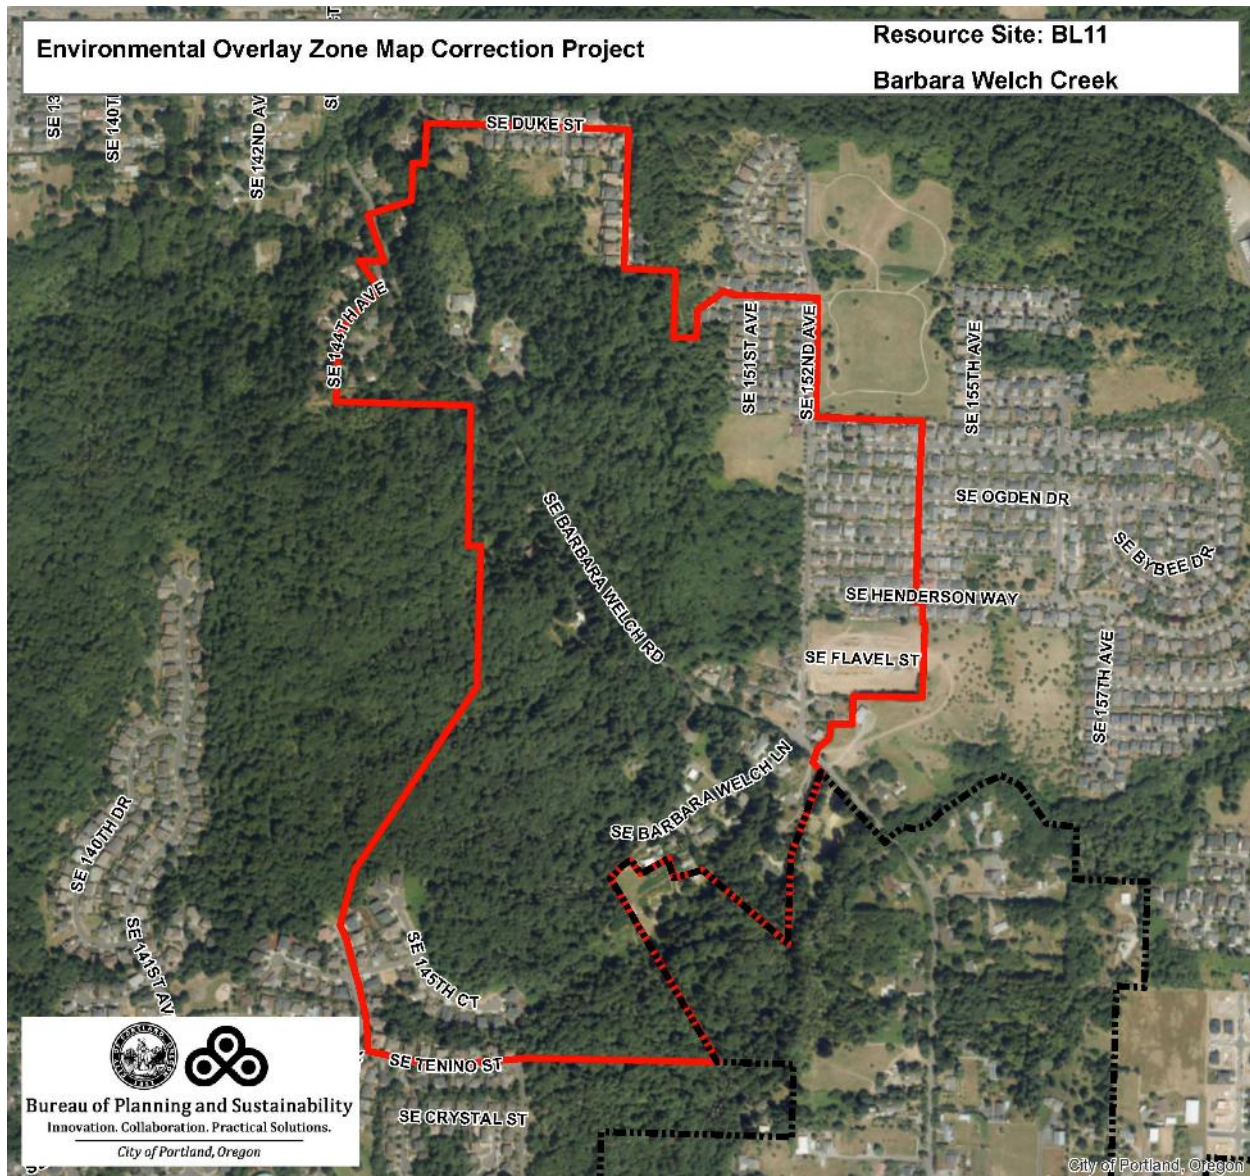 Environmental Overlay Zone Map Correction Project
Resource Site: BL11
Barbara Welch Creek
SE 140TH
SE 142ND AV
SE DUKE ST
SE 144TH AVE
SE 151ST AVE
SE 152ND AVE
SE 155TH AVE
SE OGDEN DR
SE BYBEE DR
SE BARBARA WELCH RD
SE HENDERSON WAY
SE FLAVEL ST
SE 157TH AVE
SE BARBARA WELCH LN
SE 140TH DR
SE 141ST AV
SE 145TH CT
SE TENINO ST
SE CRYSTAL ST
Bureau of Planning and Sustainability
Innovation. Collaboration. Practical Solutions.
City of Portland, Oregon
City of Portland, Oregon